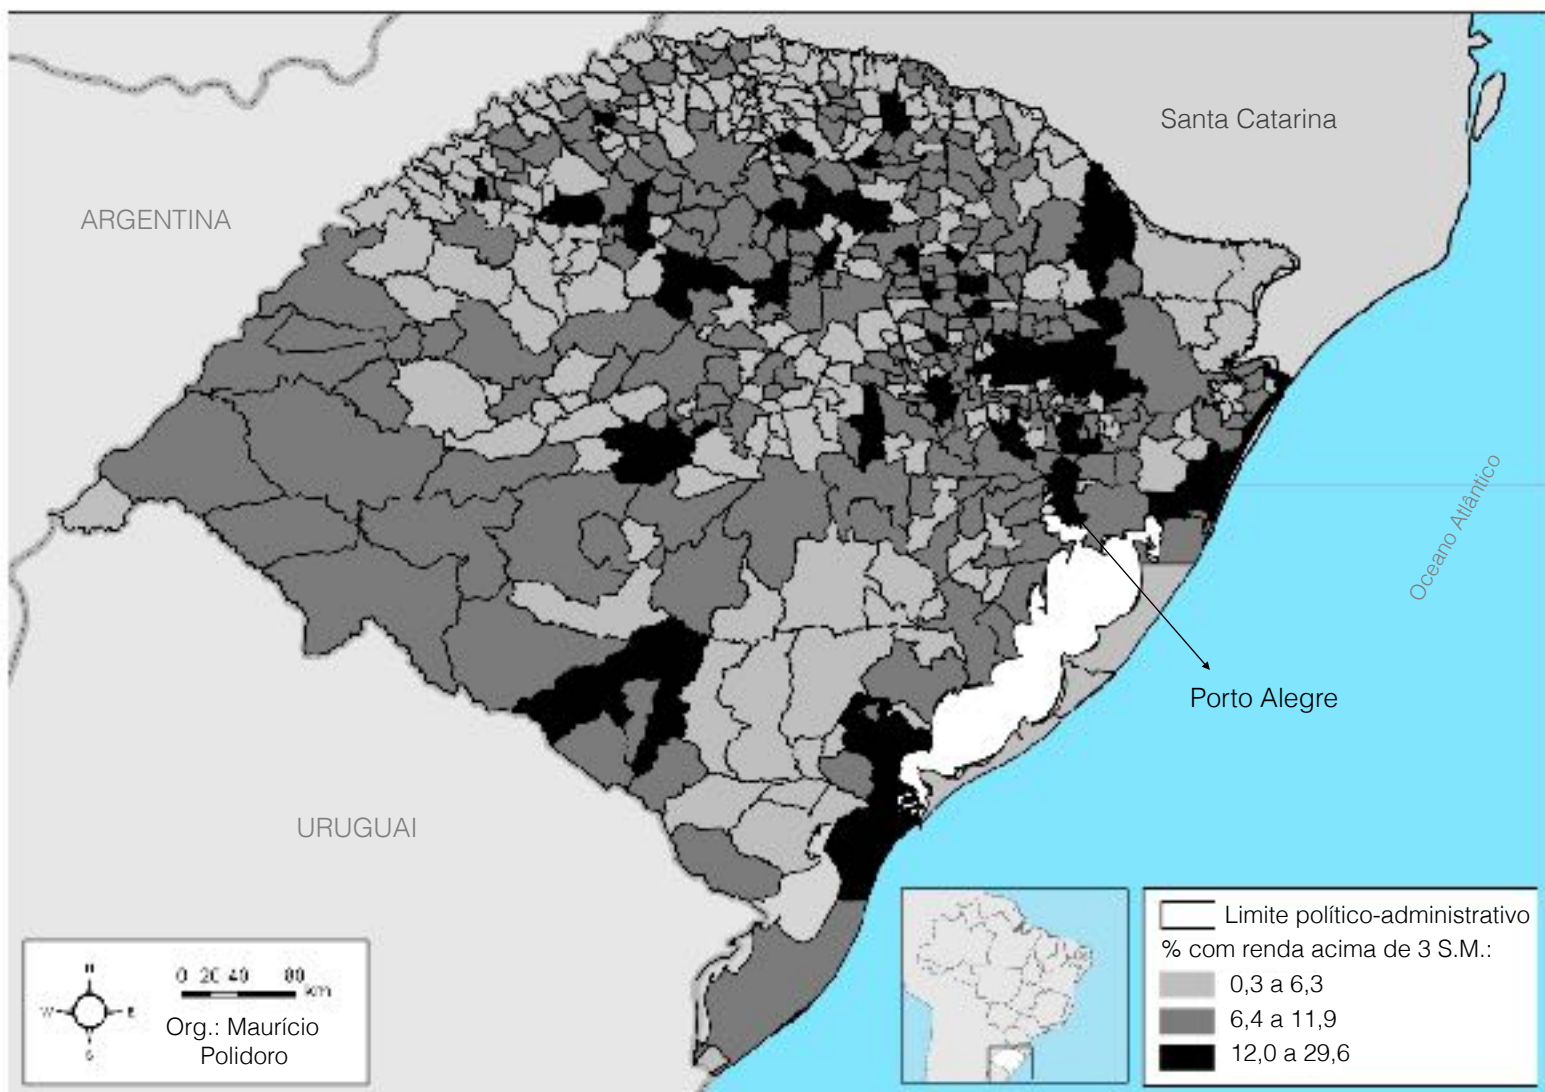 Santa Catarina
ARGENTINA
Oceano Atlântico
Porto Alegre
URUGUAI
N
W
E
S
0 20 40 80
km
Org.: Maurício
Polidoro
Limite político-administrativo
% com renda acima de 3 S.M.:
0,3 a 6,3
6,4 a 11,9
12,0 a 29,6